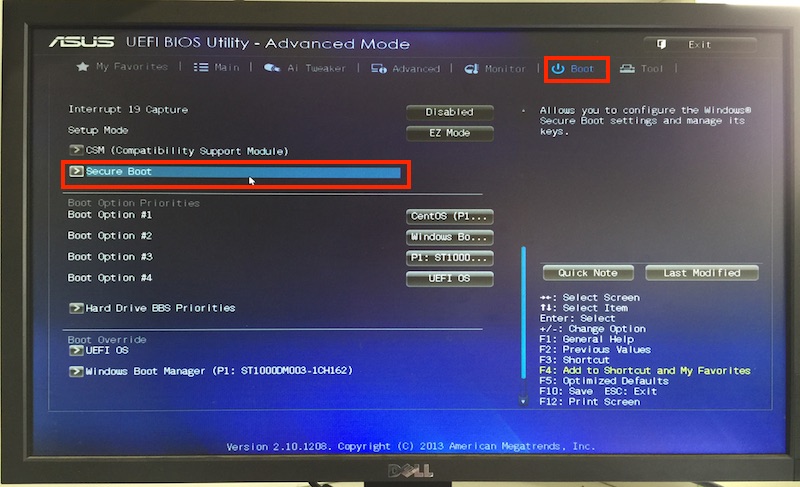 ASUS UEFI BIOS Utility - Advanced Mode
Exit
My Favorites | Main | Ai Tweaker | Advanced | Monitor | Boot | Tool |
Interrupt 19 Capture Disabled
Setup Mode EZ Mode
> CSM (Compatibility Support Module)
> Secure Boot
Boot Option Priorities
Boot Option #1 CentOS (P1...
Boot Option #2 Windows Bo...
Boot Option #3 P1: ST1000...
Boot Option #4 UEFI OS
> Hard Drive BBS Priorities
Boot Override
> UEFI OS
> Windows Boot Manager (P1: ST1000DM003-1CH162)
Allows you to configure the Windows®
Secure Boot settings and manage its
keys.
Quick Note Last Modified
→←: Select Screen
↑↓: Select Item
Enter: Select
+/-: Change Option
F1: General Help
F2: Previous Values
F3: Shortcut
F4: Add to Shortcut and My Favorites
F5: Optimized Defaults
F10: Save ESC: Exit
F12: Print Screen
Version 2.10.1208. Copyright (C) 2013 American Megatrends, Inc.
DELL